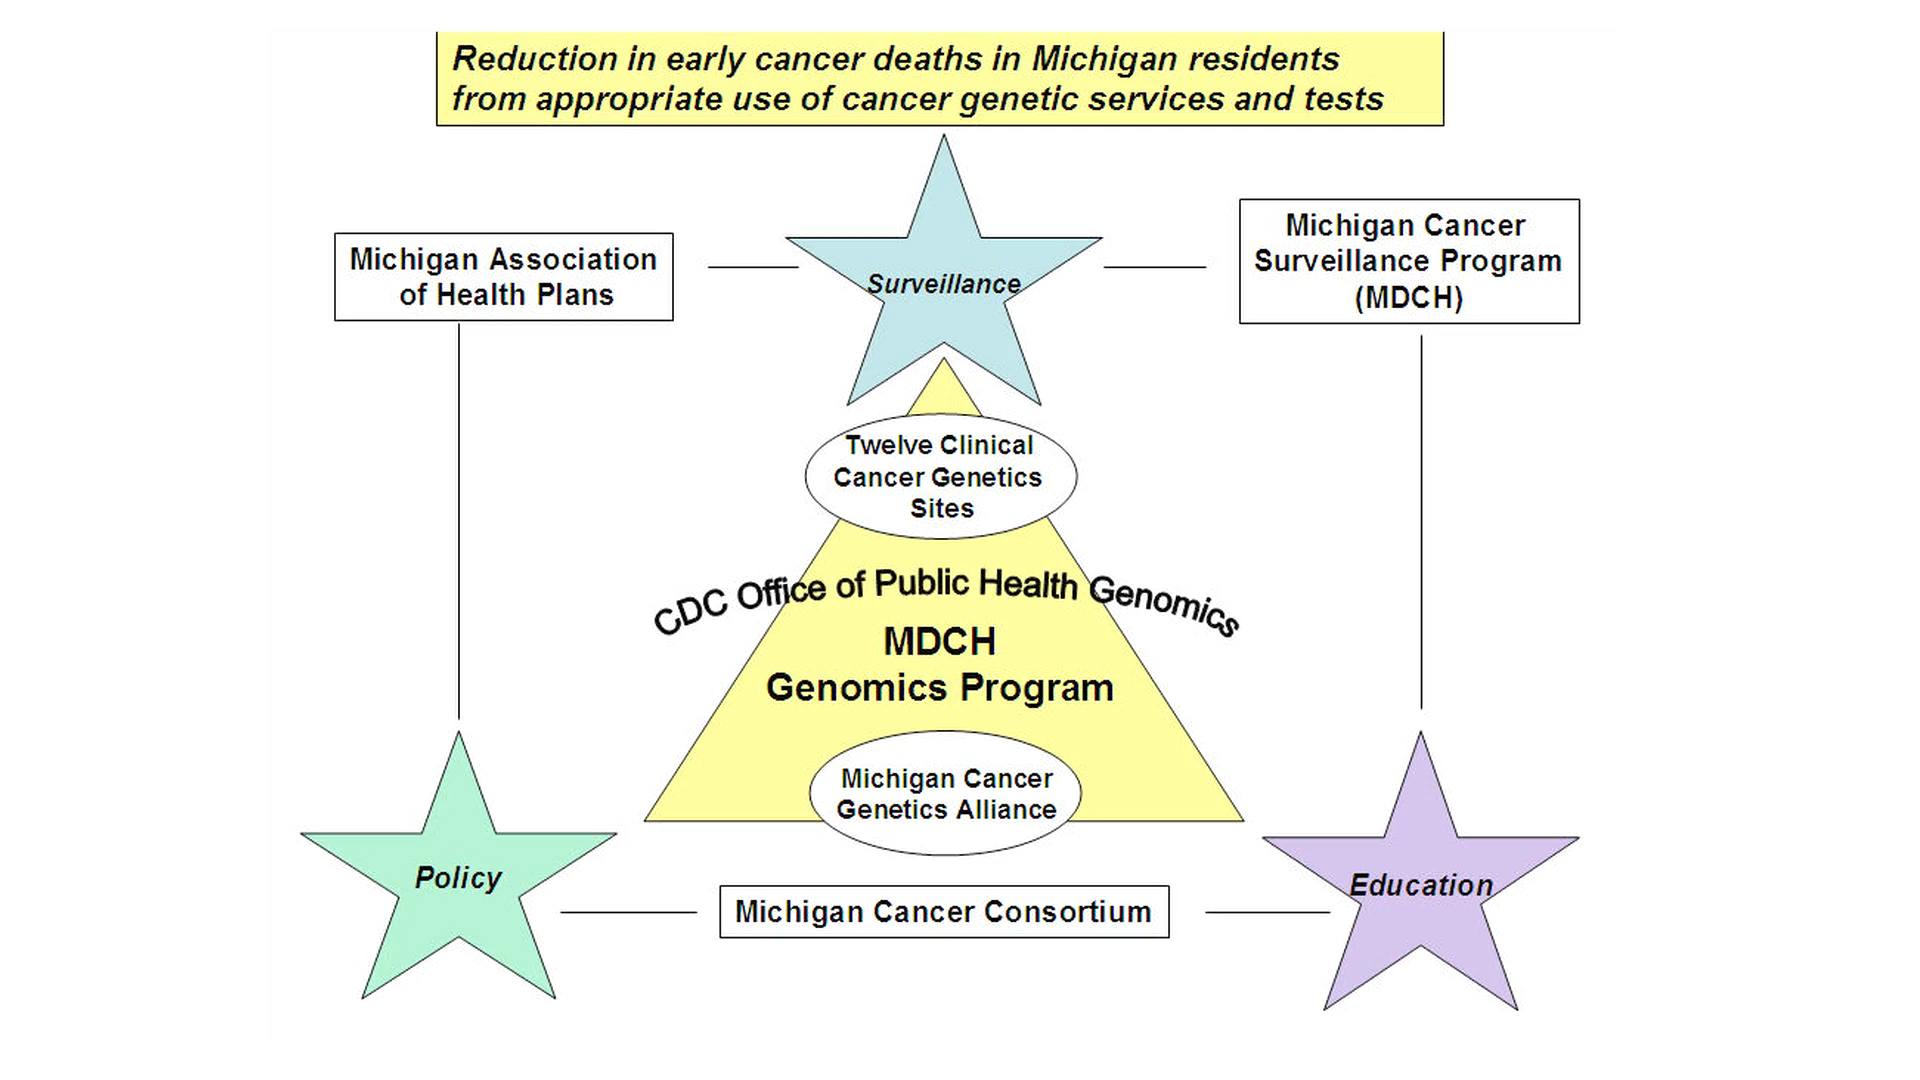 Reduction in early cancer deaths in Michigan residents
from appropriate use of cancer genetic services and tests
Michigan Association
of Health Plans
Surveillance
Michigan Cancer
Surveillance Program
(MDCH)
Twelve Clinical
Cancer Genetics
Sites
CDC Office of Public Health Genomics
MDCH
Genomics Program
Michigan Cancer
Genetics Alliance
Policy
Education
Michigan Cancer Consortium